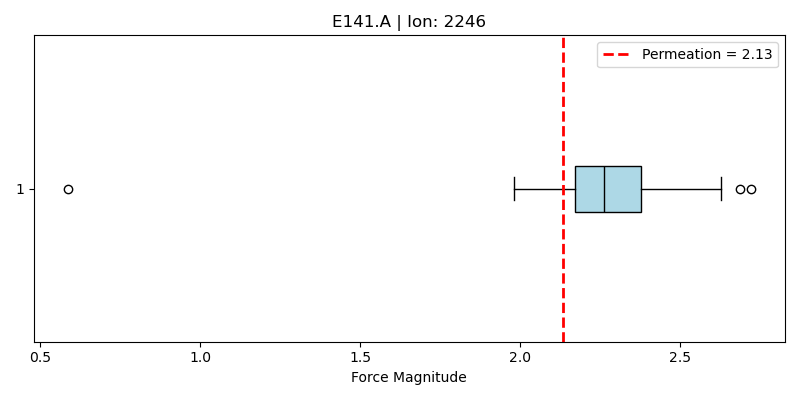 E141.A | Ion: 2246
Permeation = 2.13
1
0.5 1.0 1.5 2.0 2.5
Force Magnitude